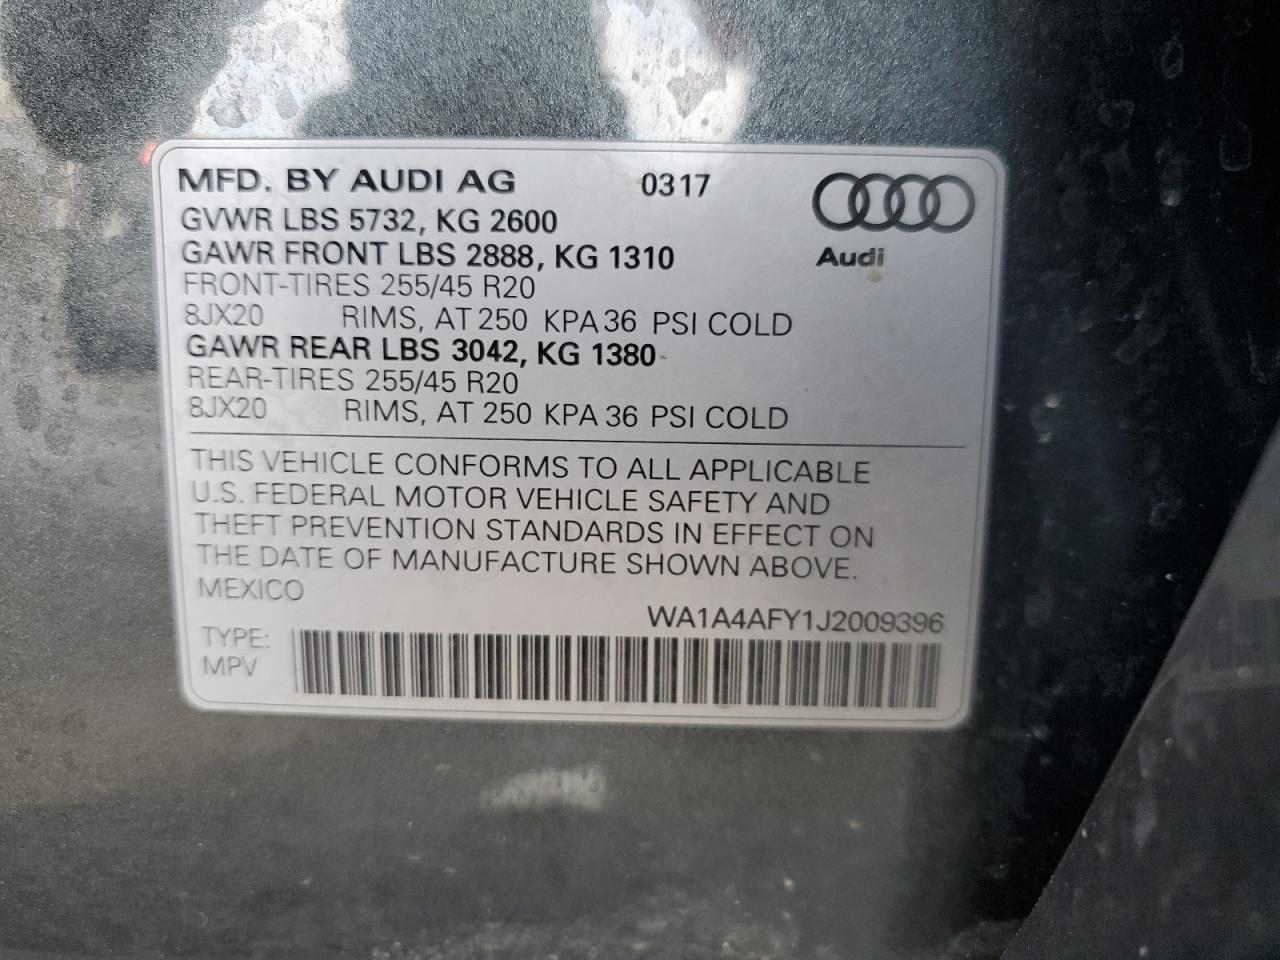 MFD. BY AUDI AG 0317
GVWR LBS 5732, KG 2600
GAWR FRONT LBS 2888, KG 1310
Audi
FRONT-TIRES 255/45 R20
8JX20 RIMS, AT 250 KPA 36 PSI COLD
GAWR REAR LBS 3042, KG 1380
REAR-TIRES 255/45 R20
8JX20 RIMS, AT 250 KPA 36 PSI COLD
THIS VEHICLE CONFORMS TO ALL APPLICABLE
U.S. FEDERAL MOTOR VEHICLE SAFETY AND
THEFT PREVENTION STANDARDS IN EFFECT ON
THE DATE OF MANUFACTURE SHOWN ABOVE.
MEXICO
WA1A4AFY1J2009396
TYPE:
MPV